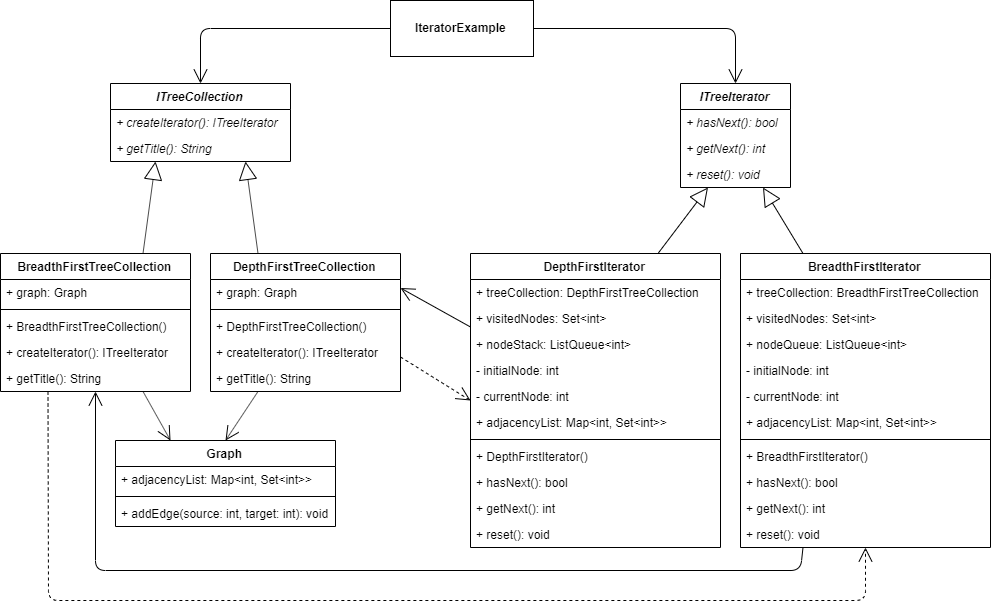 IteratorExample
ITreeCollection
+ createIterator(): ITreeIterator
+ getTitle(): String
ITreeIterator
+ hasNext(): bool
+ getNext(): int
+ reset(): void
BreadthFirstTreeCollection
+ graph: Graph
+ BreadthFirstTreeCollection()
+ createIterator(): ITreeIterator
+ getTitle(): String
DepthFirstTreeCollection
+ graph: Graph
+ DepthFirstTreeCollection()
+ createIterator(): ITreeIterator
+ getTitle(): String
DepthFirstIterator
+ treeCollection: DepthFirstTreeCollection
+ visitedNodes: Set<int>
+ nodeStack: ListQueue<int>
- initialNode: int
- currentNode: int
+ adjacencyList: Map<int, Set<int>>
+ DepthFirstIterator()
+ hasNext(): bool
+ getNext(): int
+ reset(): void
BreadthFirstIterator
+ treeCollection: BreadthFirstTreeCollection
+ visitedNodes: Set<int>
+ nodeQueue: ListQueue<int>
- initialNode: int
- currentNode: int
+ adjacencyList: Map<int, Set<int>>
+ BreadthFirstIterator()
+ hasNext(): bool
+ getNext(): int
+ reset(): void
Graph
+ adjacencyList: Map<int, Set<int>>
+ addEdge(source: int, target: int): void